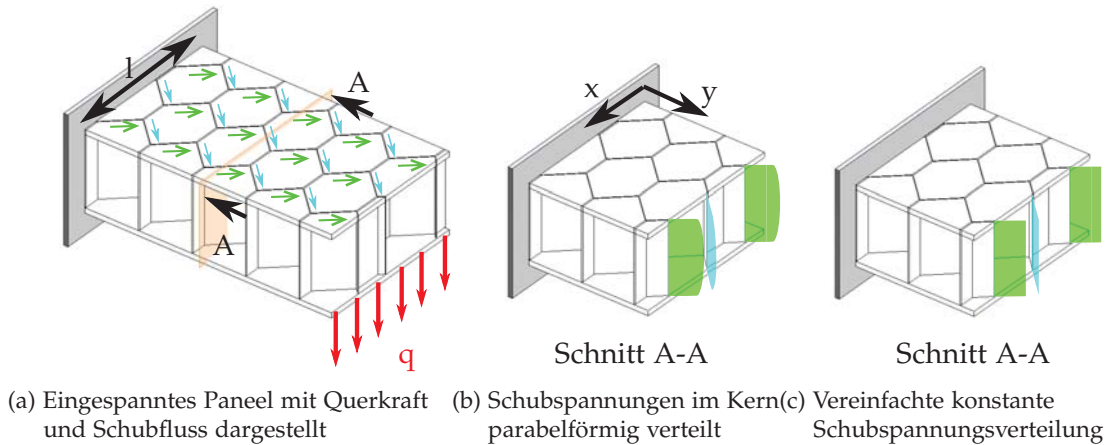 l
A
A
q
x
y
Schnitt A-A
Schnitt A-A
(a) Eingespanntes Paneel mit Querkraft
und Schubfluss dargestellt
(b) Schubspannungen im Kern
parabelförmig verteilt
(c) Vereinfachte konstante
Schubspannungsverteilung